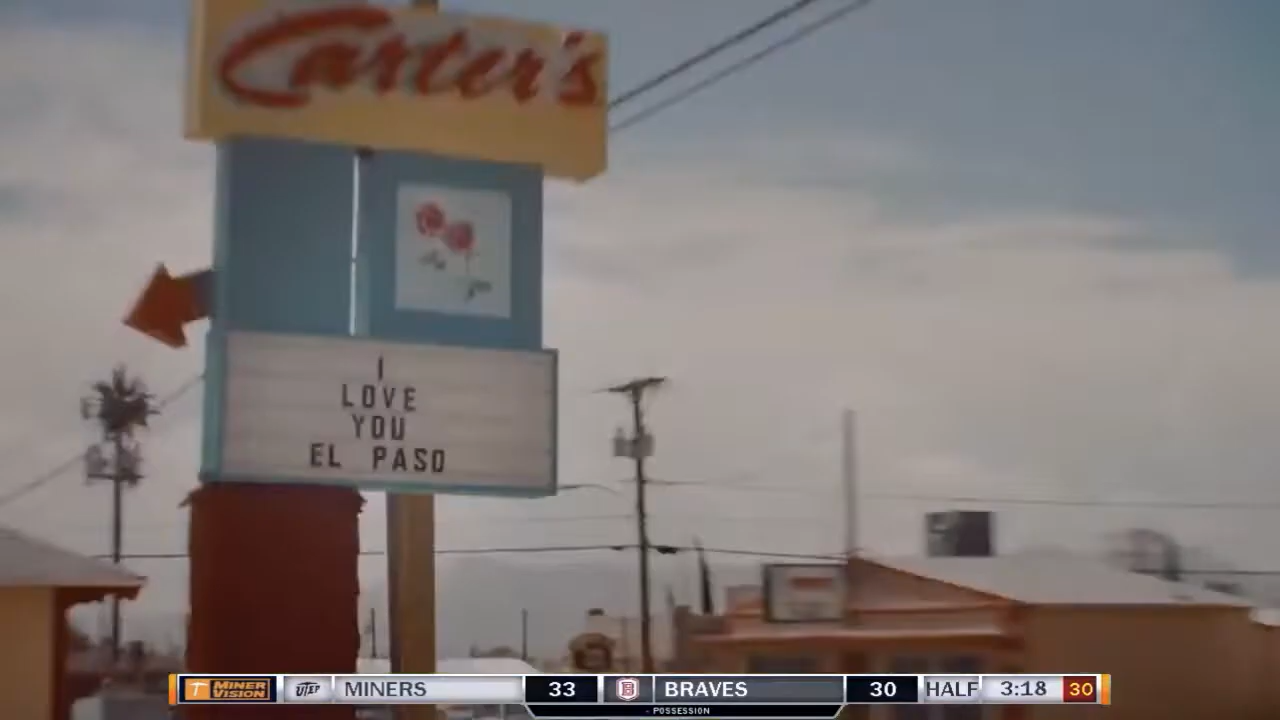 Carter's
I
LOVE
YOU
EL PASO
MINER VISION UTEP MINERS 33 B BRAVES 30 HALF 3:18 30
- POSSESSION